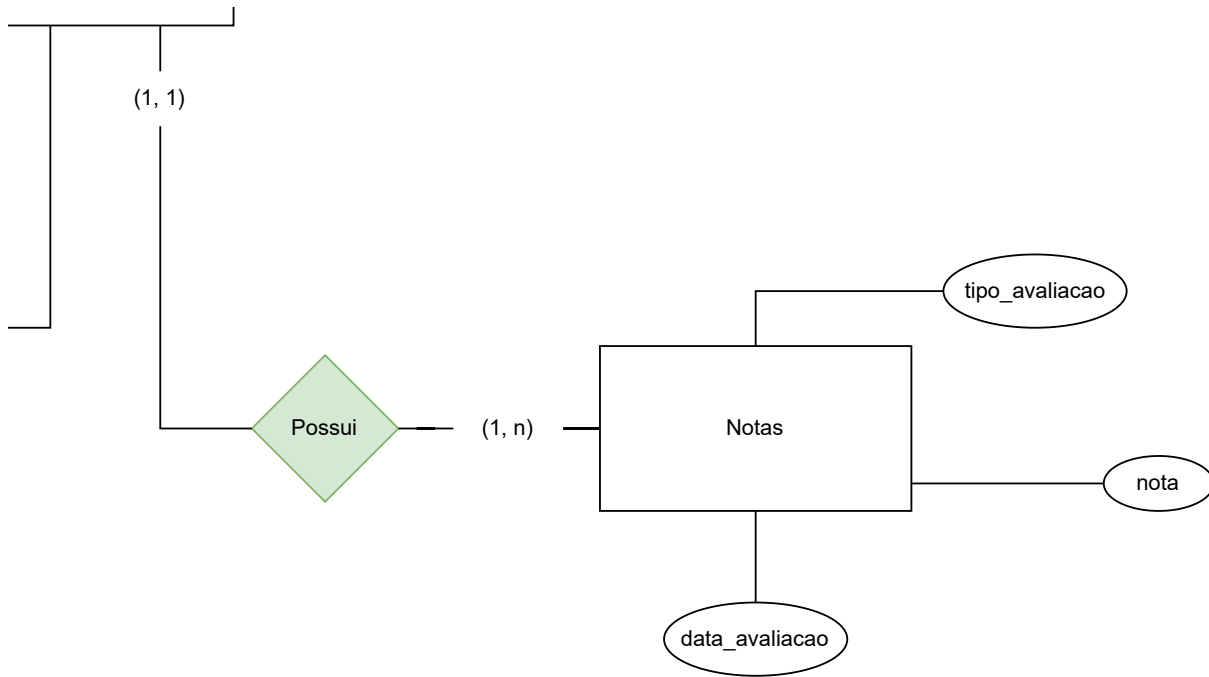 (1, 1)
tipo_avaliacao
Possui
(1, n)
Notas
nota
data_avaliacao